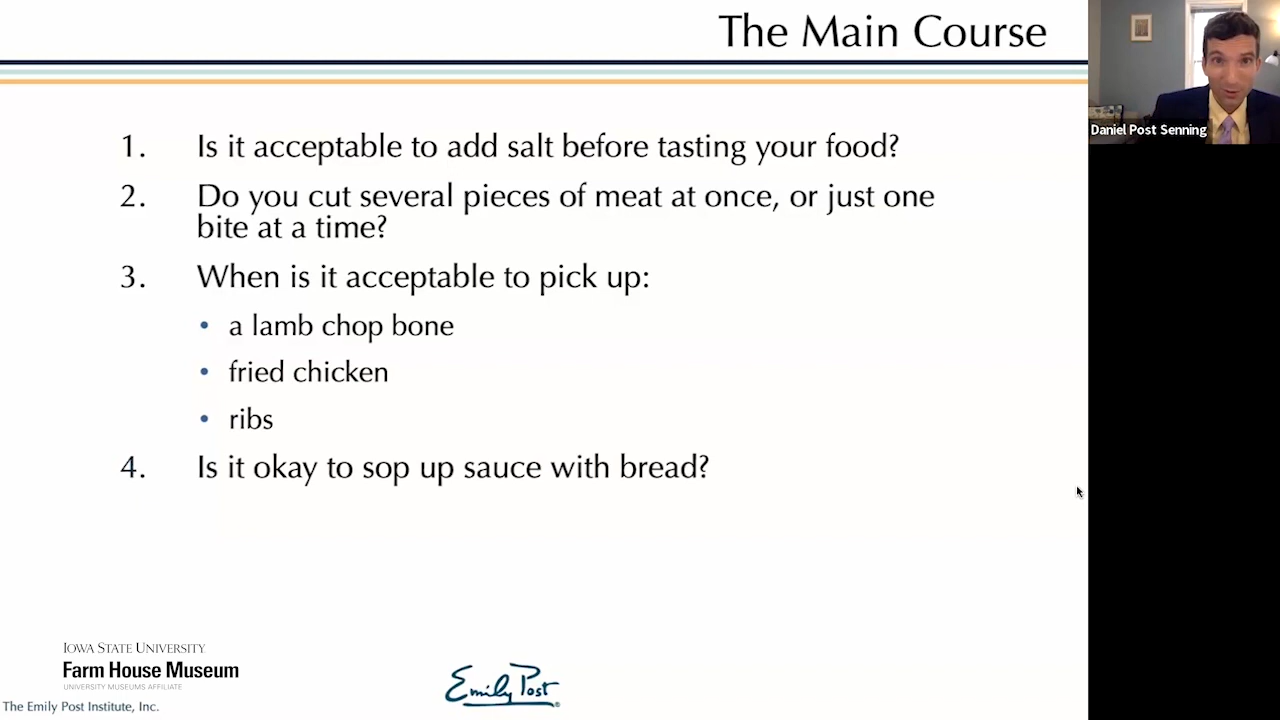 The Main Course
Daniel Post Senning
1. Is it acceptable to add salt before tasting your food?
2. Do you cut several pieces of meat at once, or just one
bite at a time?
3. When is it acceptable to pick up:
• a lamb chop bone
• fried chicken
• ribs
4. Is it okay to sop up sauce with bread?
IOWA STATE UNIVERSITY
Farm House Museum
UNIVERSITY MUSEUMS AFFILIATE
Emily Post®
The Emily Post Institute, Inc.